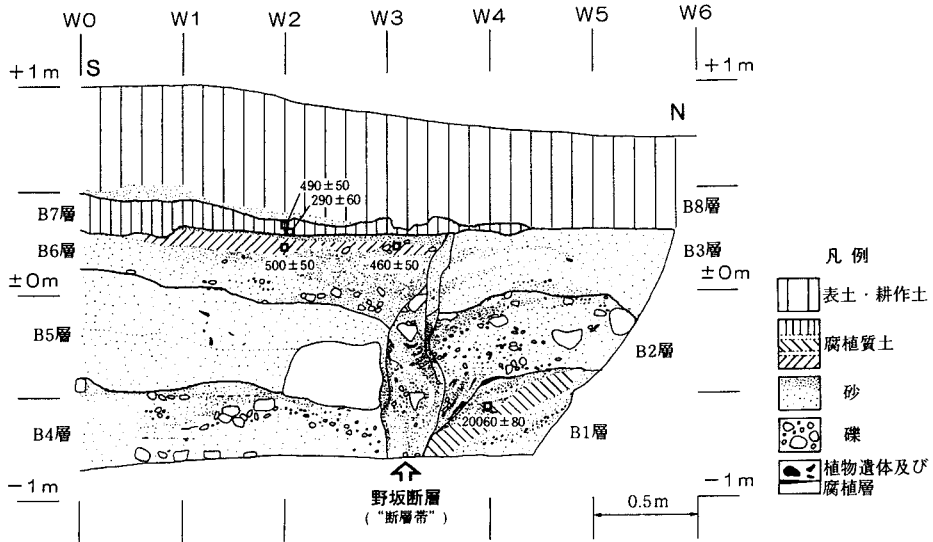 W0 W1 W2 W3 W4 W5 W6
+1m
S
+1m
N
490±50
290±60
B7層
B8層
B6層
B3層
500±50
460±50
±0m
±0m
凡例
表土・耕作土
腐植質土
砂
礫
植物遺体及び
腐植層
B5層
B2層
20060±80
B4層
B1層
−1m
−1m
野坂断層
("断層帯")
0.5m